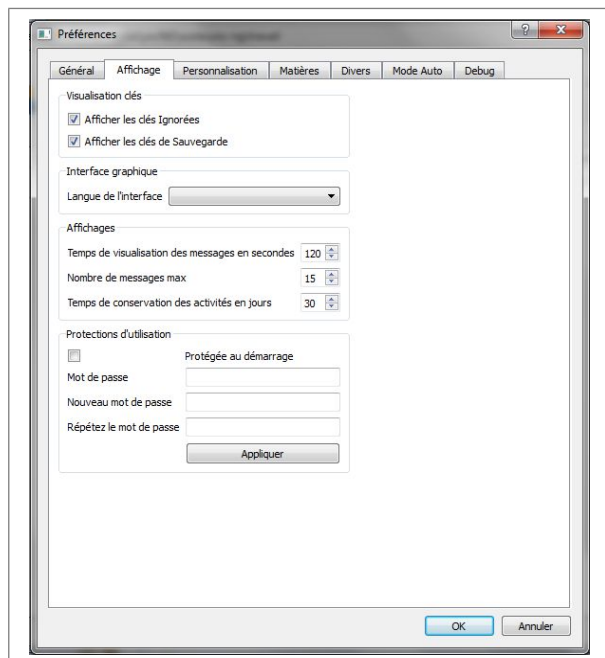 Préférences
Général Affichage Personnalisation Matières Divers Mode Auto Debug
Visualisation clés
Afficher les clés Ignorées
Afficher les clés de Sauvegarde
Interface graphique
Langue de l'interface
Affichages
Temps de visualisation des messages en secondes 120
Nombre de messages max 15
Temps de conservation des activités en jours 30
Protections d'utilisation
Protégée au démarrage
Mot de passe
Nouveau mot de passe
Répétez le mot de passe
Appliquer
OK Annuler